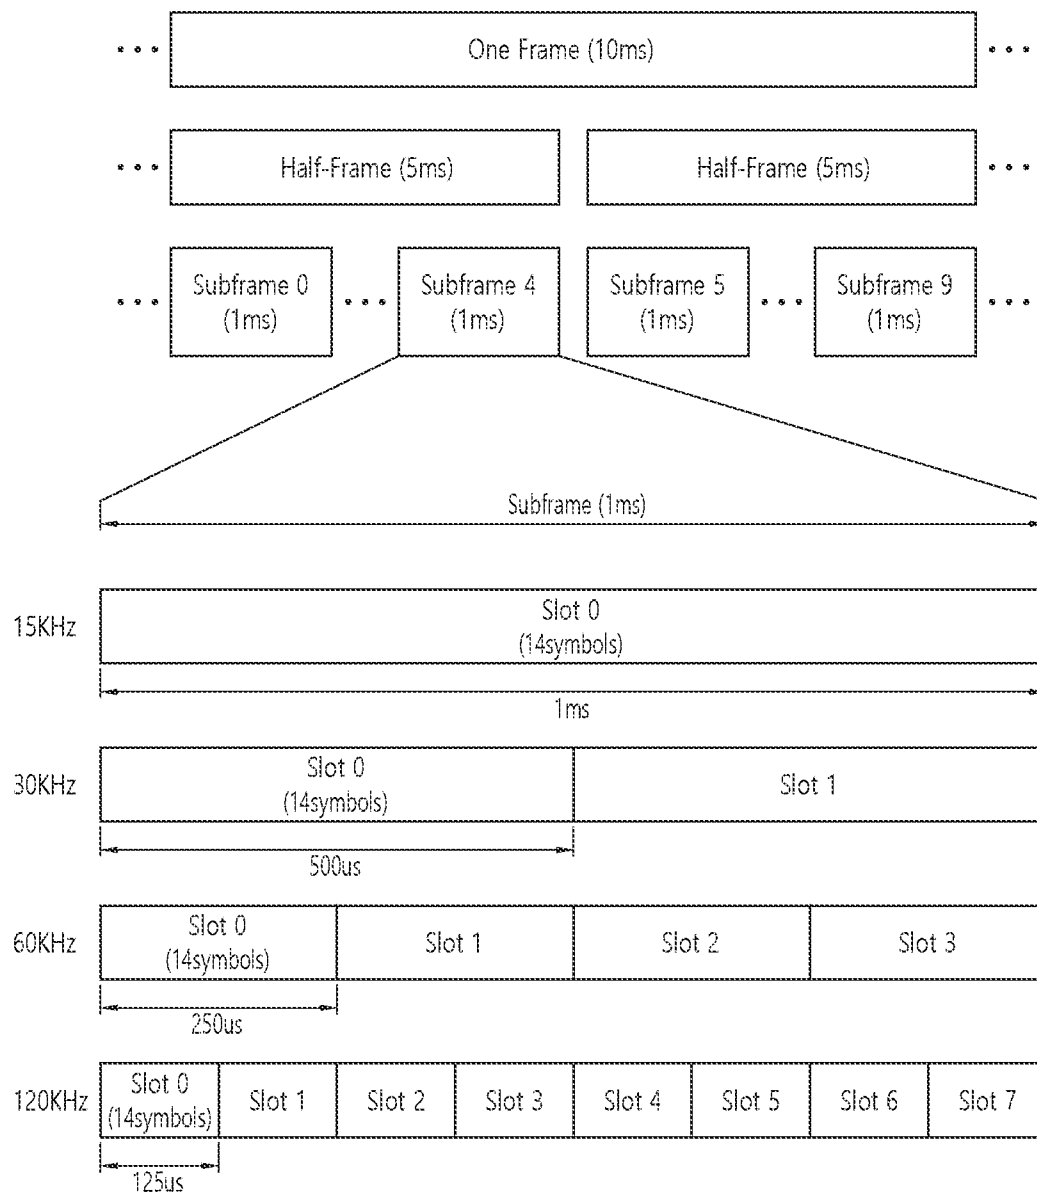 One Frame (10ms)
Half-Frame (5ms)
Half-Frame (5ms)
Subframe 0
(1ms)
Subframe 4
(1ms)
Subframe 5
(1ms)
Subframe 9
(1ms)
Subframe (1ms)
15KHz
Slot 0
(14symbols)
1ms
30KHz
Slot 0
(14symbols)
Slot 1
500us
60KHz
Slot 0
(14symbols)
Slot 1
Slot 2
Slot 3
250us
120KHz
Slot 0
(14symbols)
Slot 1
Slot 2
Slot 3
Slot 4
Slot 5
Slot 6
Slot 7
125us